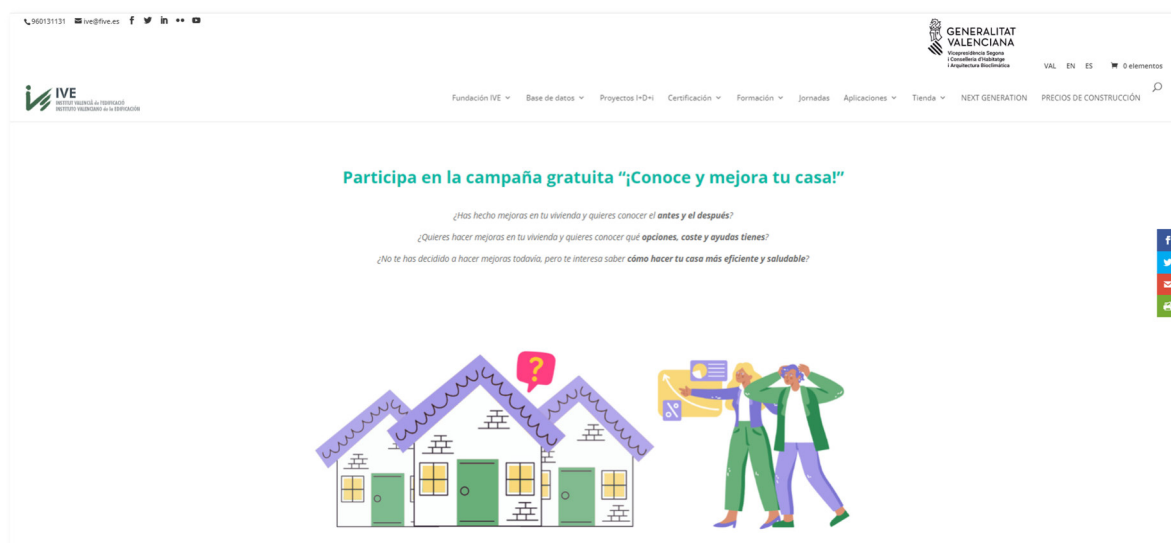 960131131 ive@five.es
GENERALITAT
VALENCIANA
Vicepresidència Segona
i Conselleria d'Habitatge
i Arquitectura Bioclimàtica
VAL EN ES 0 elementos
IVE
INSTITUT VALENCIÀ de l'EDIFICACIÓ
INSTITUTO VALENCIANO de la EDIFICACIÓN
Fundación IVE Base de datos Proyectos I+D+i Certificación Formación Jornadas Aplicaciones Tienda NEXT GENERATION PRECIOS DE CONSTRUCCIÓN
Participa en la campaña gratuita “¡Conoce y mejora tu casa!”
¿Has hecho mejoras en tu vivienda y quieres conocer el antes y el después?
¿Quieres hacer mejoras en tu vivienda y quieres conocer qué opciones, coste y ayudas tienes?
¿No te has decidido a hacer mejoras todavía, pero te interesa saber cómo hacer tu casa más eficiente y saludable?
?
%